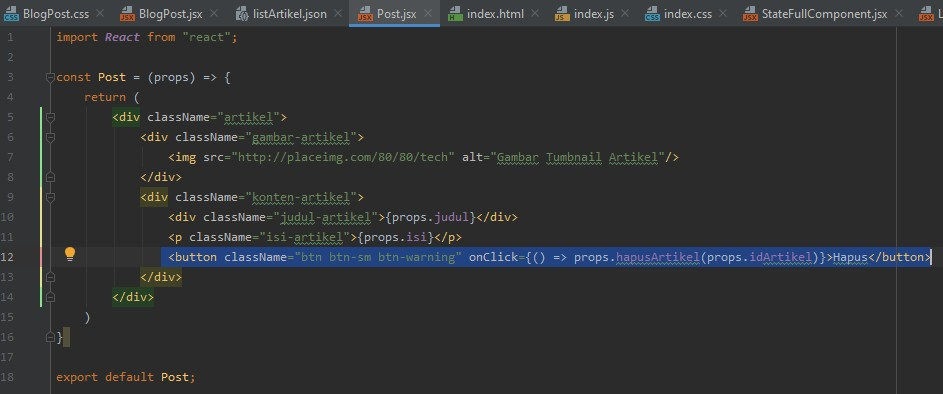 BlogPost.css BlogPost.jsx listArtikel.json Post.jsx index.html index.js index.css StateFullComponent.jsx
1 import React from "react";
2
3 const Post = (props) => {
4 return (
5 <div className="artikel">
6 <div className="gambar-artikel">
7 <img src="http://placeimg.com/80/80/tech" alt="Gambar Tumbnail Artikel"/>
8 </div>
9 <div className="konten-artikel">
10 <div className="judul-artikel">{props.judul}</div>
11 <p className="isi-artikel">{props.isi}</p>
12 <button className="btn btn-sm btn-warning" onClick={() => props.hapusArtikel(props.idArtikel)}>Hapus</button>
13 </div>
14 </div>
15 )
16 }
17
18 export default Post;